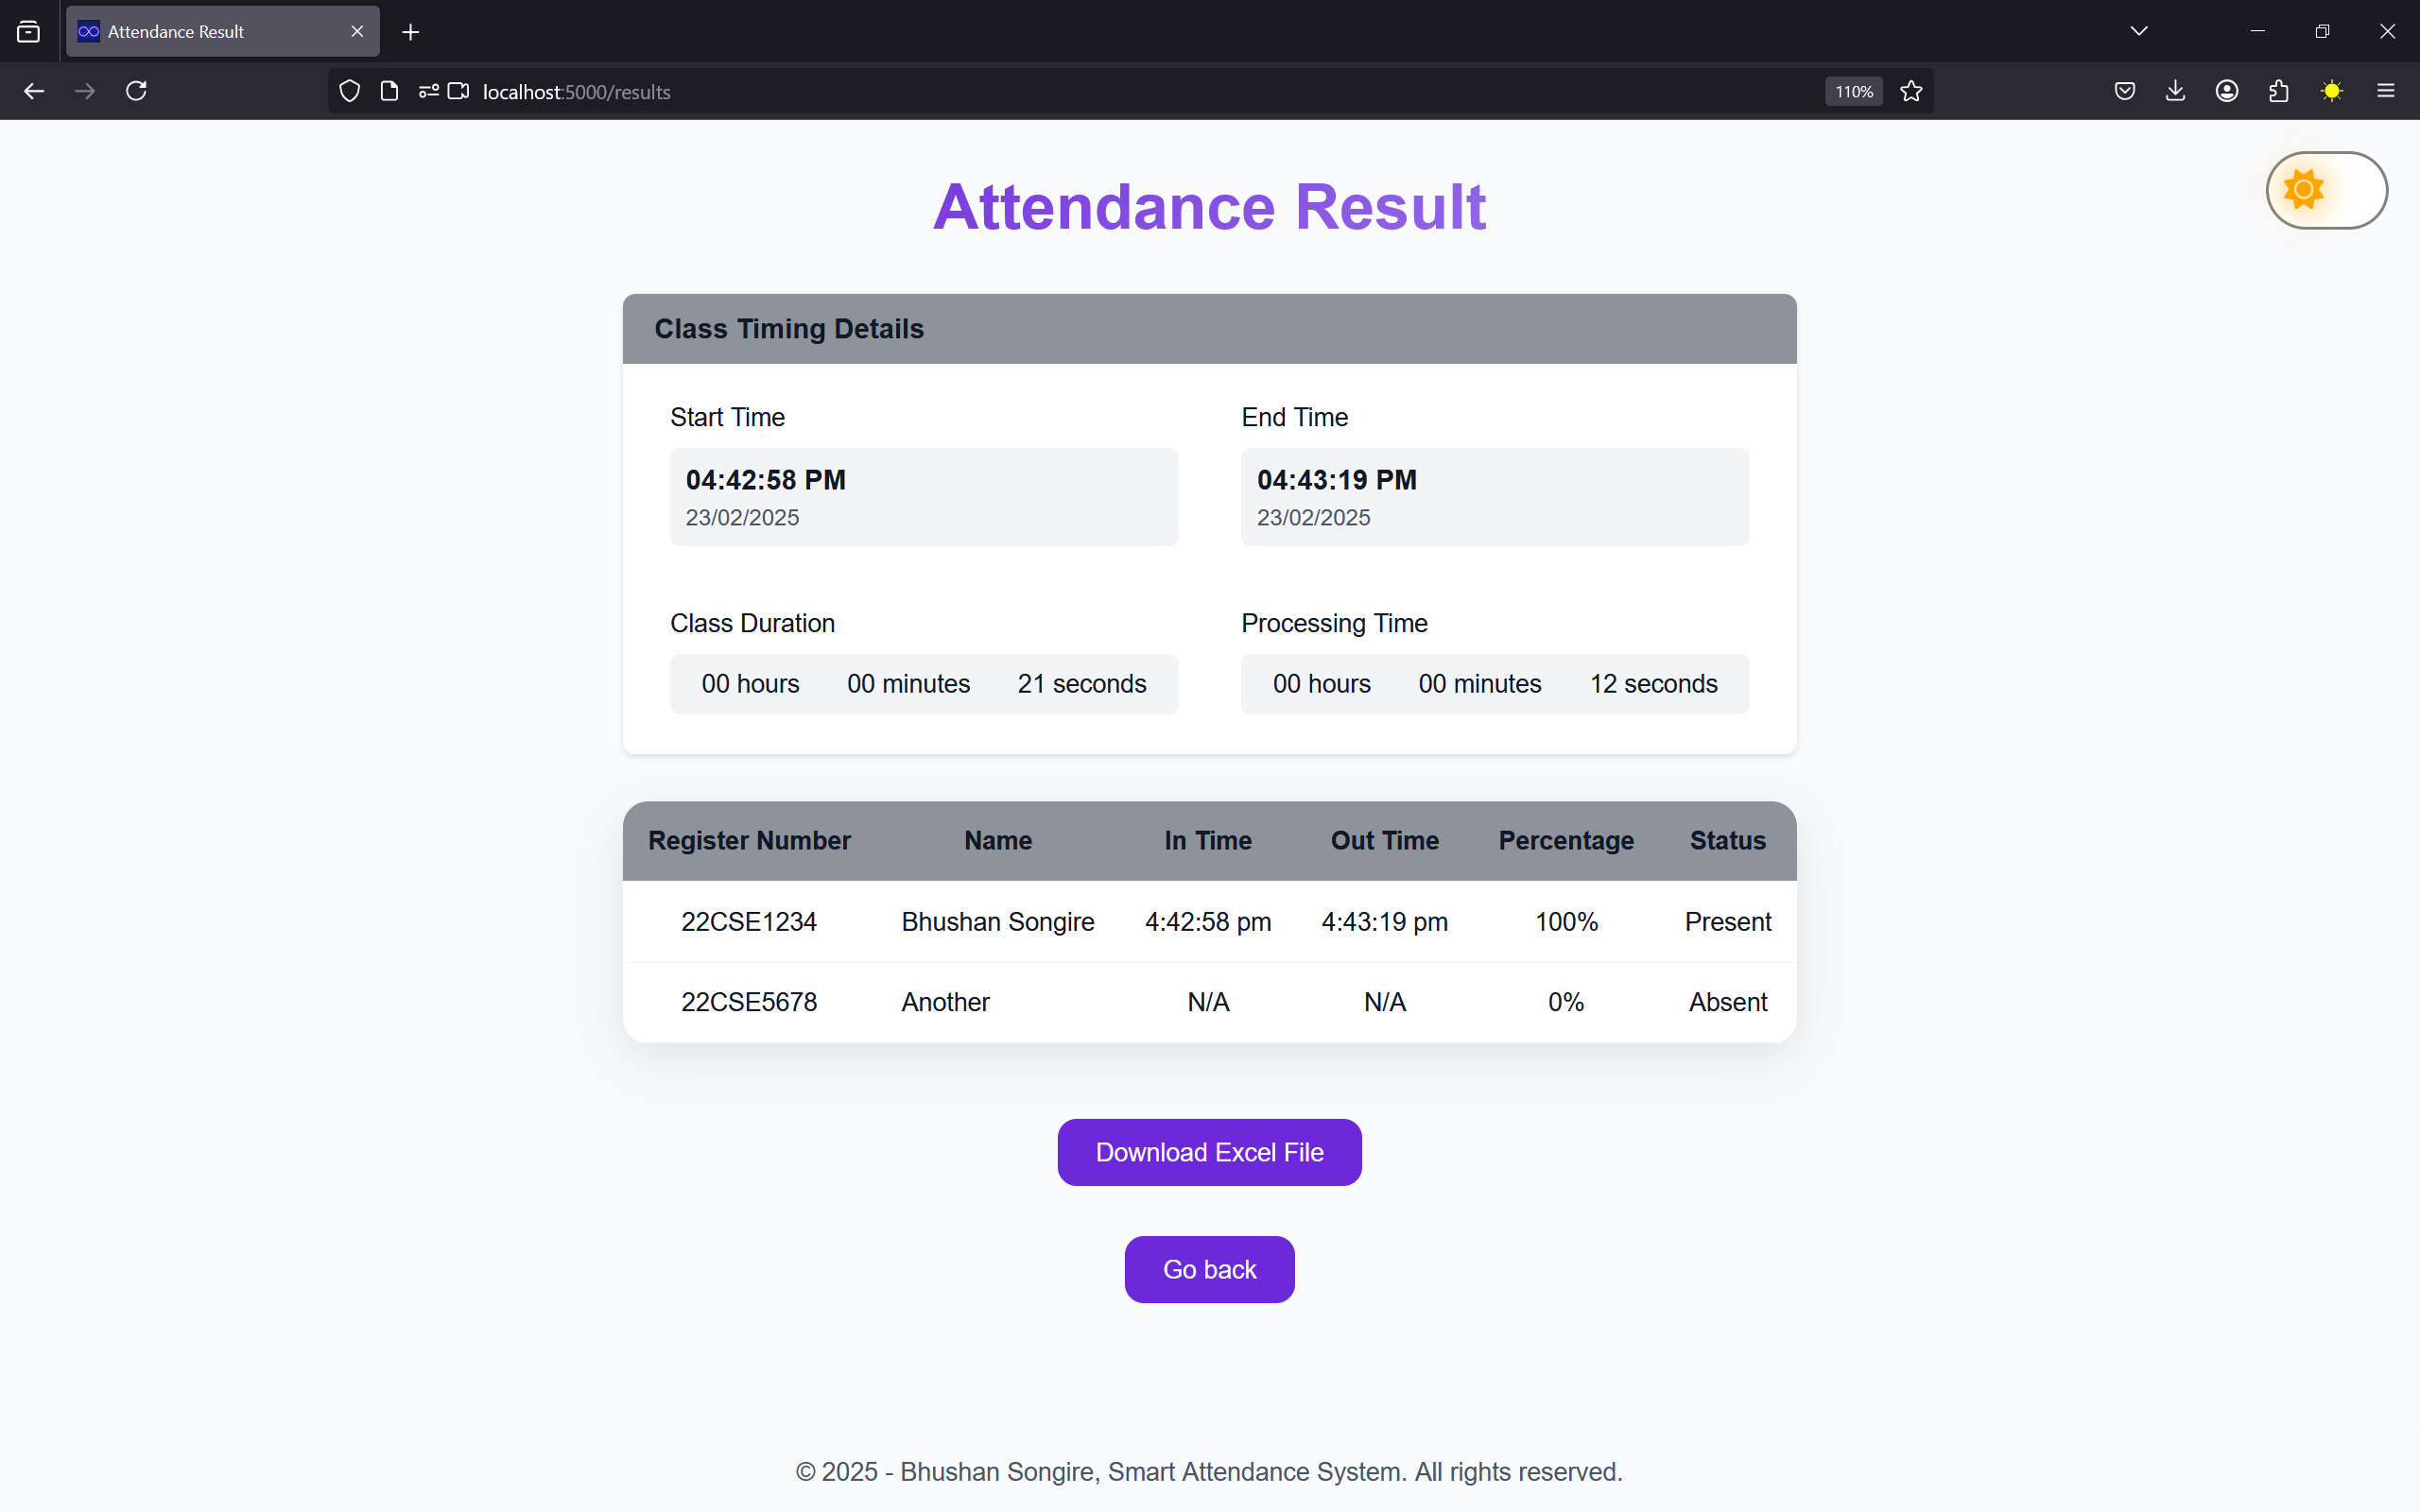 Attendance Result
localhost:5000/results
110%
Attendance Result
Class Timing Details
Start Time
04:42:58 PM
23/02/2025
End Time
04:43:19 PM
23/02/2025
Class Duration
00 hours 00 minutes 21 seconds
Processing Time
00 hours 00 minutes 12 seconds
Register Number Name In Time Out Time Percentage Status
22CSE1234 Bhushan Songire 4:42:58 pm 4:43:19 pm 100% Present
22CSE5678 Another N/A N/A 0% Absent
Download Excel File
Go back
© 2025 - Bhushan Songire, Smart Attendance System. All rights reserved.